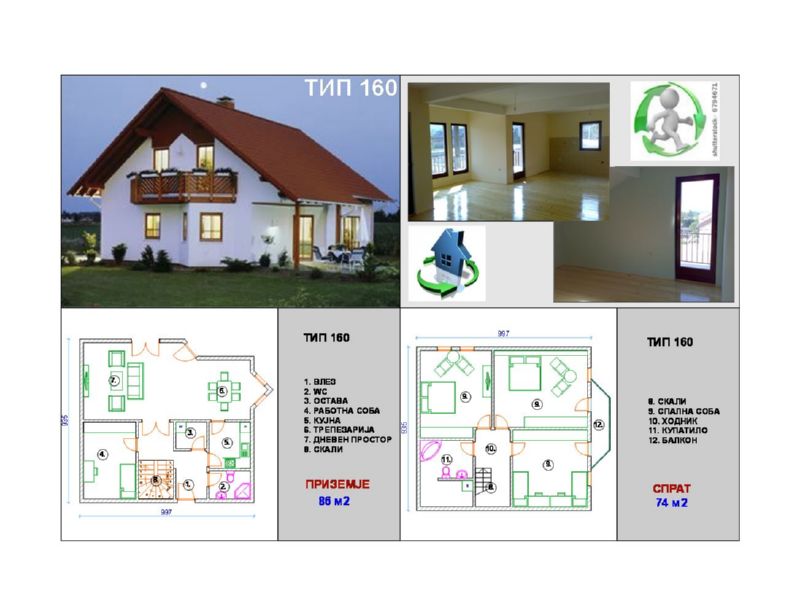 ТИП 160
shutterstock · 6794671
ТИП 160
1. ВЛЕЗ
2. WC
3. ОСТАВА
4. РАБОТНА СОБА
5. КУЈНА
6. ТРЕПЕЗАРИЈА
7. ДНЕВЕН ПРОСТОР
8. СКАЛИ
ПРИЗЕМЈЕ
86 м2
7.
6.
3.
5.
4.
8.
1.
2.
935
997
ТИП 160
8. СКАЛИ
9. СПАЛНА СОБА
10. ХОДНИК
11. КУПАТИЛО
12. БАЛКОН
СПРАТ
74 м2
997
935
9.
9.
12.
10.
11.
9.
8.